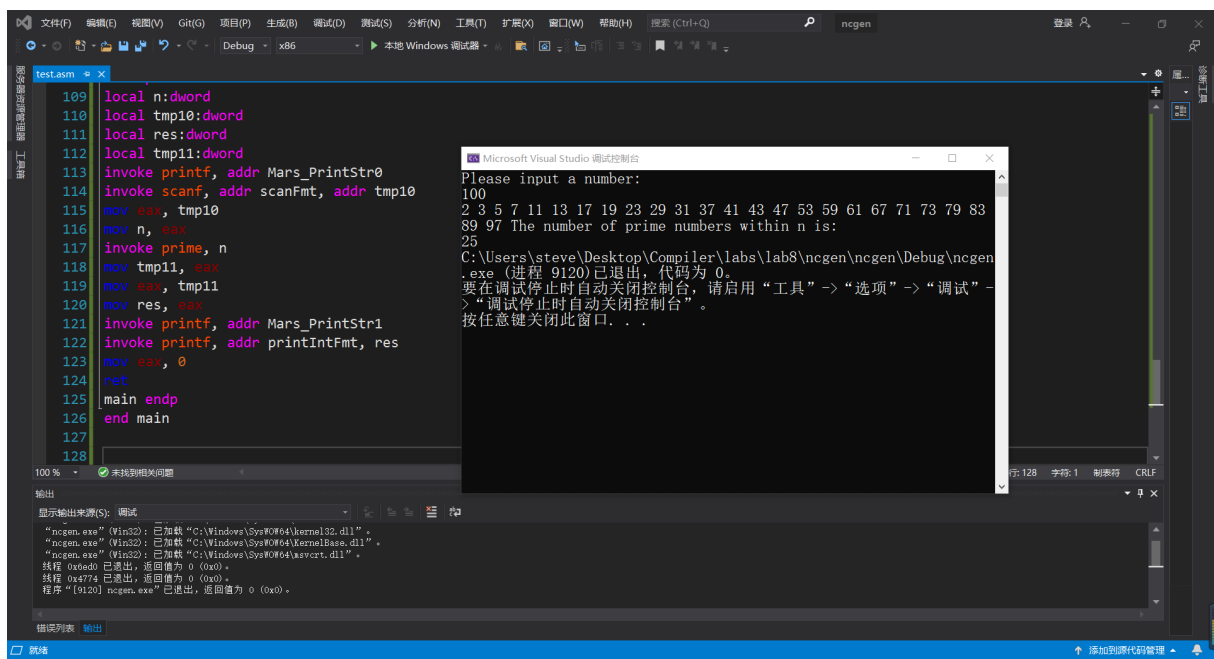 文件(F) 编辑(E) 视图(V) Git(G) 项目(P) 生成(B) 调试(D) 测试(S) 分析(N) 工具(T) 扩展(X) 窗口(W) 帮助(H) 搜索 (Ctrl+Q) ncgen 登录
Debug x86 本地 Windows 调试器
服务器资源管理器
工具箱
test.asm
属...
诊断工具
109 local n:dword
110 local tmp10:dword
111 local res:dword
112 local tmp11:dword
113 invoke printf, addr Mars_PrintStr0
114 invoke scanf, addr scanFmt, addr tmp10
115 mov eax, tmp10
116 mov n, eax
117 invoke prime, n
118 mov tmp11, eax
119 mov eax, tmp11
120 mov res, eax
121 invoke printf, addr Mars_PrintStr1
122 invoke printf, addr printIntFmt, res
123 mov eax, 0
124 ret
125 main endp
126 end main
127
128
Microsoft Visual Studio 调试控制台
Please input a number:
100
2 3 5 7 11 13 17 19 23 29 31 37 41 43 47 53 59 61 67 71 73 79 83
89 97 The number of prime numbers within n is:
25
C:\Users\steve\Desktop\Compiler\labs\lab8\ncgen\ncgen\Debug\ncgen
.exe (进程 9120)已退出，代码为 0。
要在调试停止时自动关闭控制台，请启用“工具”->“选项”->“调试”-
>“调试停止时自动关闭控制台”。
按任意键关闭此窗口. . .
100 % 未找到相关问题 行: 128 字符: 1 制表符 CRLF
输出
显示输出来源(S): 调试
“ncgen.exe”(Win32): 已加载“C:\Windows\SysWOW64\kernel32.dll”。
“ncgen.exe”(Win32): 已加载“C:\Windows\SysWOW64\KernelBase.dll”。
“ncgen.exe”(Win32): 已加载“C:\Windows\SysWOW64\msvcrt.dll”。
线程 0x6ed0 已退出，返回值为 0 (0x0)。
线程 0x4774 已退出，返回值为 0 (0x0)。
程序“[9120] ncgen.exe”已退出，返回值为 0 (0x0)。
错误列表 输出
就绪 添加到源代码管理